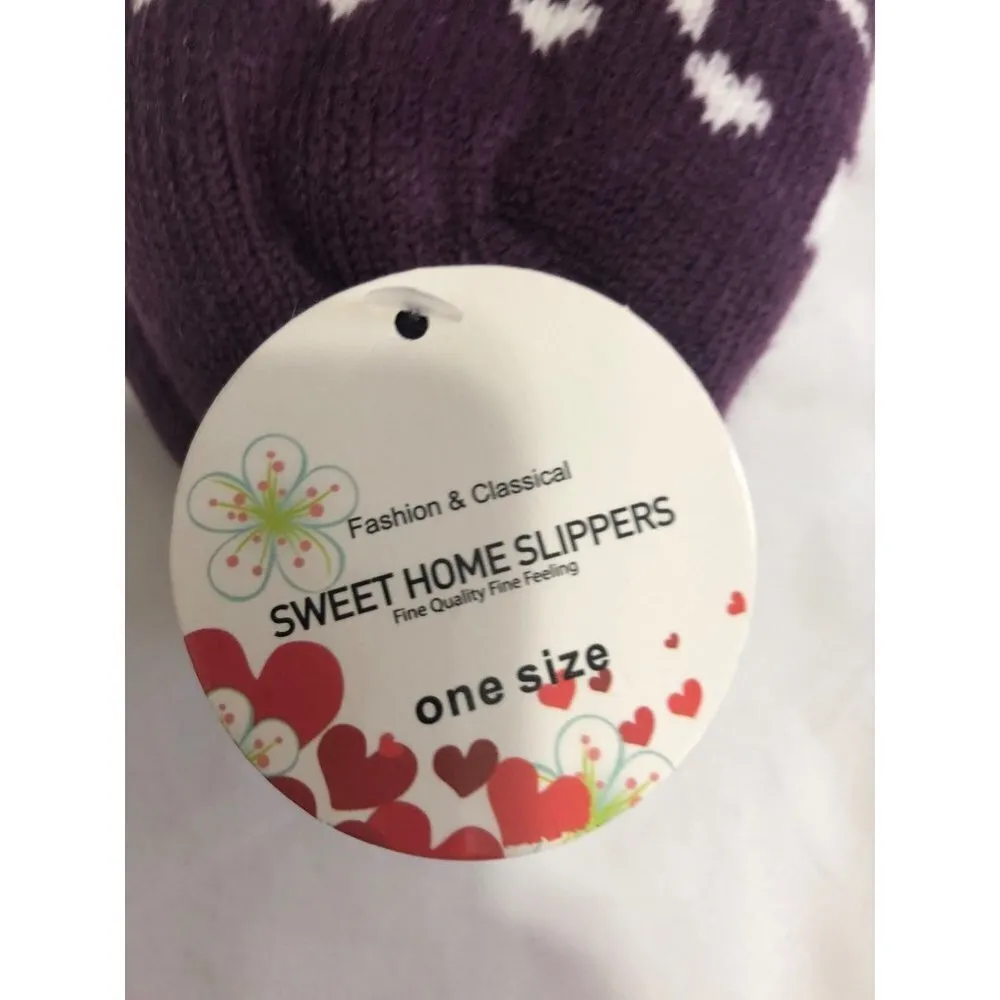 Fashion & Classical
SWEET HOME SLIPPERS
Fine Quality Fine Feeling
one size